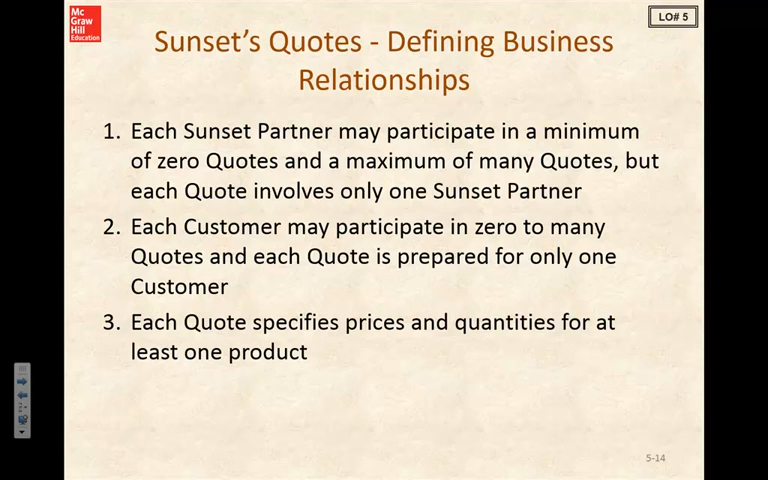 Mc
Graw
Hill
Education
LO# 5
Sunset's Quotes - Defining Business
Relationships
1. Each Sunset Partner may participate in a minimum
of zero Quotes and a maximum of many Quotes, but
each Quote involves only one Sunset Partner
2. Each Customer may participate in zero to many
Quotes and each Quote is prepared for only one
Customer
3. Each Quote specifies prices and quantities for at
least one product
5-14